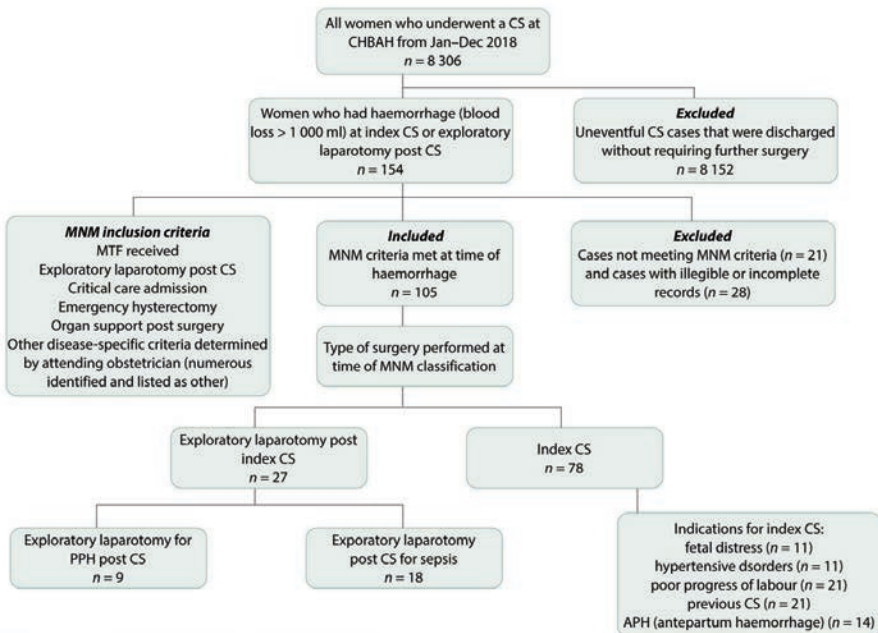 All women who underwent a CS at
CHBAH from Jan–Dec 2018
n = 8 306
Women who had haemorrhage (blood
loss > 1 000 ml) at index CS or exploratory
laparotomy post CS
n = 154
Excluded
Uneventful CS cases that were discharged
without requiring further surgery
n = 8 152
MNM inclusion criteria
MTF received
Exploratory laparotomy post CS
Critical care admission
Emergency hysterectomy
Organ support post surgery
Other disease-specific criteria determined
by attending obstetrician (numerous
identified and listed as other)
Included
MNM criteria met at time of
haemorrhage
n = 105
Excluded
Cases not meeting MNM criteria (n = 21)
and cases with illegible or incomplete
records (n = 28)
Type of surgery performed at
time of MNM classification
Exploratory laparotomy post
index CS
n = 27
Index CS
n = 78
Exploratory laparotomy for
PPH post CS
n = 9
Exporatory laparotomy
post CS for sepsis
n = 18
Indications for index CS:
fetal distress (n = 11)
hypertensive dsorders (n = 11)
poor progress of labour (n = 21)
previous CS (n = 21)
APH (antepartum haemorrhage) (n = 14)